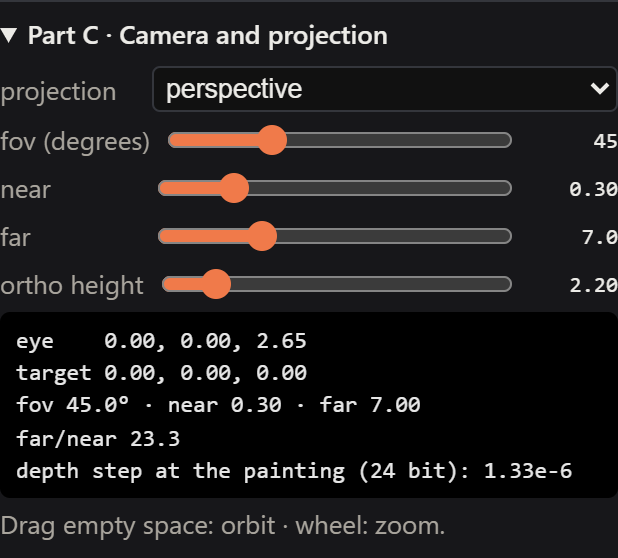 ▼ Part C · Camera and projection
projection perspective
fov (degrees) 45
near 0.30
far 7.0
ortho height 2.20
eye    0.00, 0.00, 2.65
target 0.00, 0.00, 0.00
fov 45.0° · near 0.30 · far 7.00
far/near 23.3
depth step at the painting (24 bit): 1.33e-6
Drag empty space: orbit · wheel: zoom.